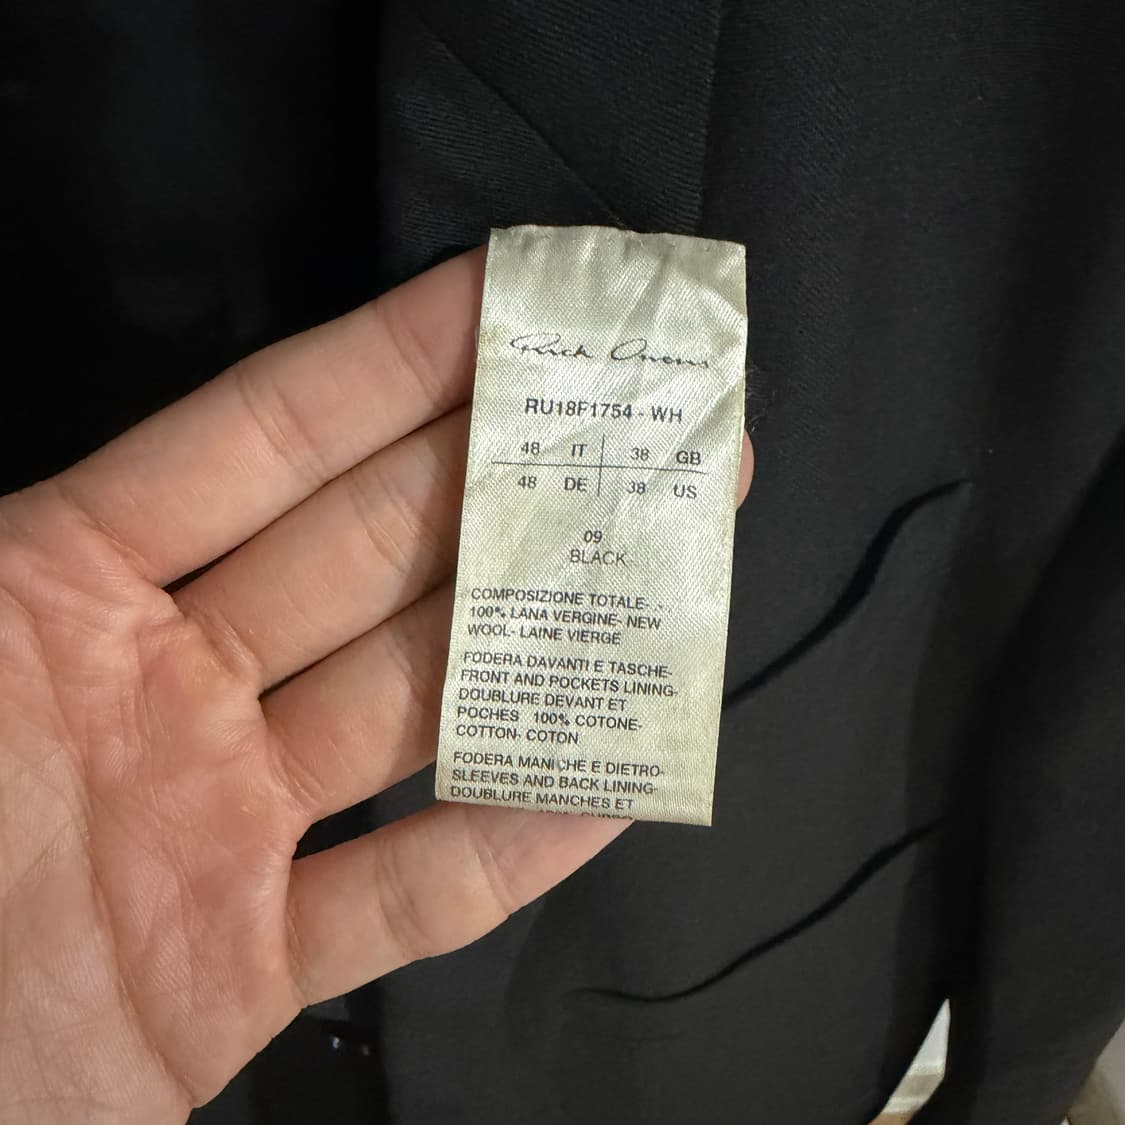 Rick Owens
RU18F1754 - WH
48 IT 38 GB
48 DE 38 US
09
BLACK
COMPOSIZIONE TOTALE-
100% LANA VERGINE- NEW
WOOL- LAINE VIERGE
FODERA DAVANTI E TASCHE-
FRONT AND POCKETS LINING-
DOUBLURE DEVANT ET
POCHES 100% COTONE-
COTTON- COTON
FODERA MANICHE E DIETRO-
SLEEVES AND BACK LINING-
DOUBLURE MANCHES ET